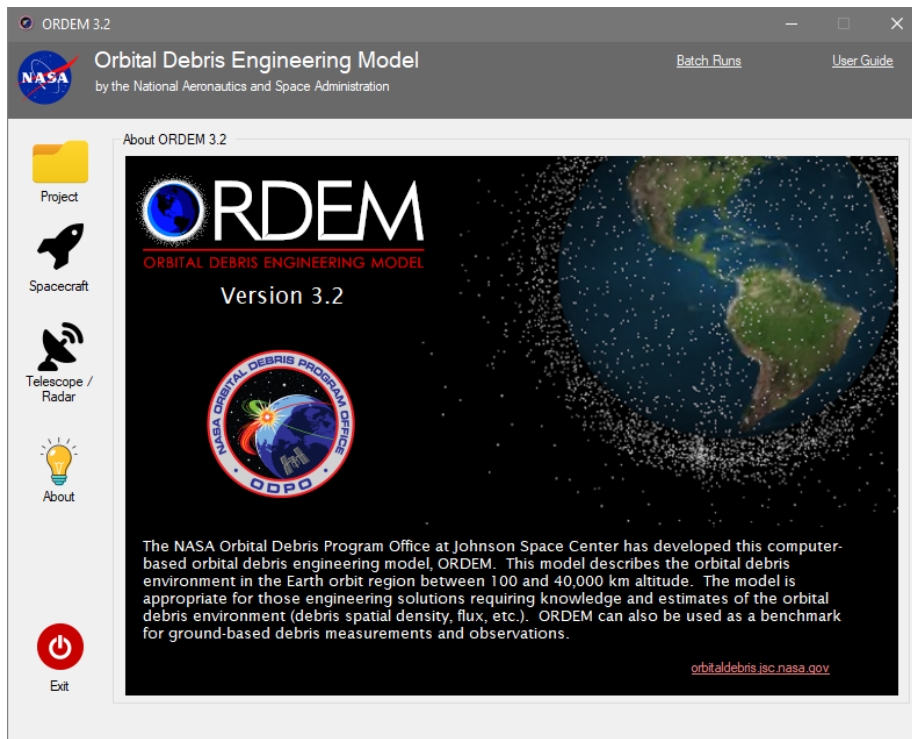 ORDEM 3.2
Orbital Debris Engineering Model
by the National Aeronautics and Space Administration
Batch Runs
User Guide
NASA
About ORDEM 3.2
Project
Spacecraft
Telescope /
Radar
About
Exit
ORDEM
ORBITAL DEBRIS ENGINEERING MODEL
Version 3.2
NASA ORBITAL DEBRIS PROGRAM OFFICE
ODPO
The NASA Orbital Debris Program Office at Johnson Space Center has developed this computer-
based orbital debris engineering model, ORDEM.  This model describes the orbital debris
environment in the Earth orbit region between 100 and 40,000 km altitude.  The model is
appropriate for those engineering solutions requiring knowledge and estimates of the orbital
debris environment (debris spatial density, flux, etc.).  ORDEM can also be used as a benchmark
for ground-based debris measurements and observations.
orbitaldebris.jsc.nasa.gov